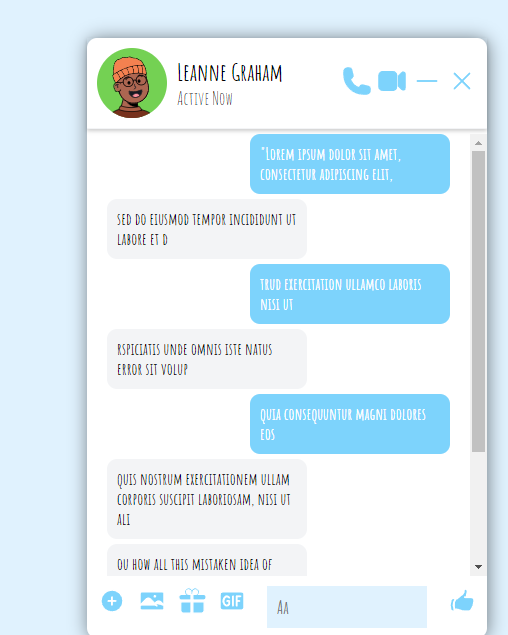 Leanne Graham
Active Now
"Lorem ipsum dolor sit amet,
consectetur adipiscing elit,
sed do eiusmod tempor incididunt ut
labore et d
trud exercitation ullamco laboris
nisi ut
rspiciatis unde omnis iste natus
error sit volup
quia consequuntur magni dolores
eos
quis nostrum exercitationem ullam
corporis suscipit laboriosam, nisi ut
ali
ou how all this mistaken idea of
GIF
Aa